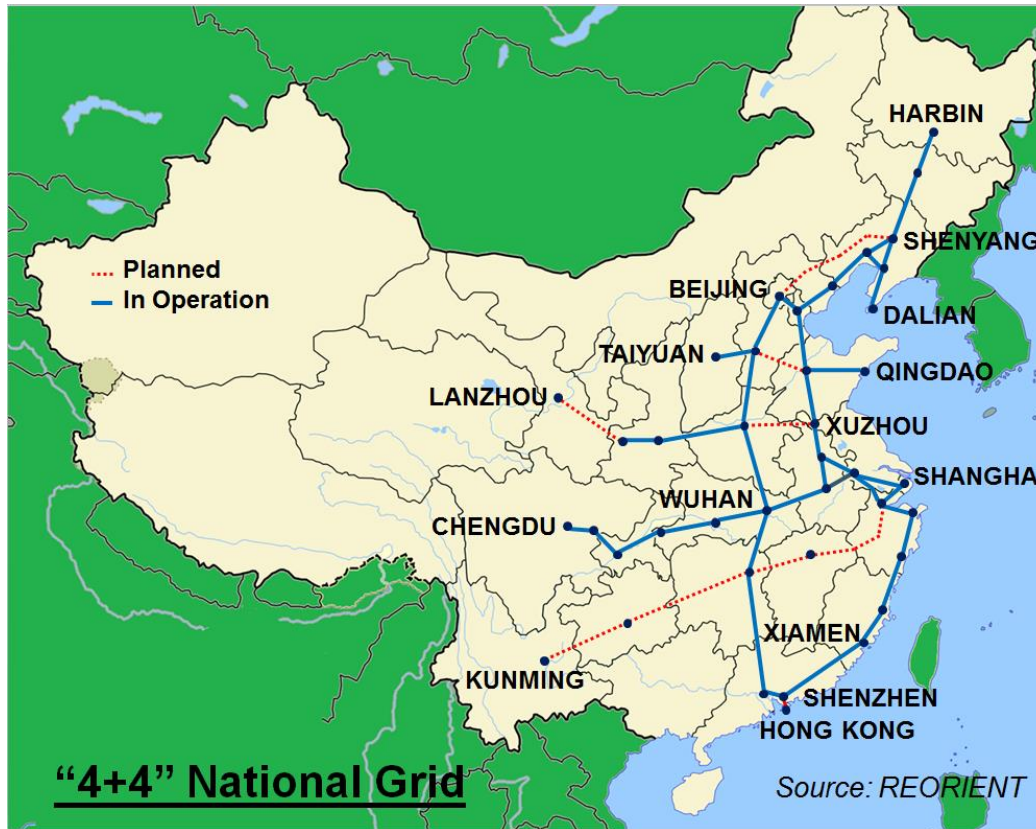 HARBIN
SHENYANG
Planned
In Operation
BEIJING
DALIAN
TAIYUAN
QINGDAO
LANZHOU
XUZHOU
SHANGHA
WUHAN
CHENGDU
XIAMEN
KUNMING
SHENZHEN
HONG KONG
“4+4” National Grid
Source: REORIENT